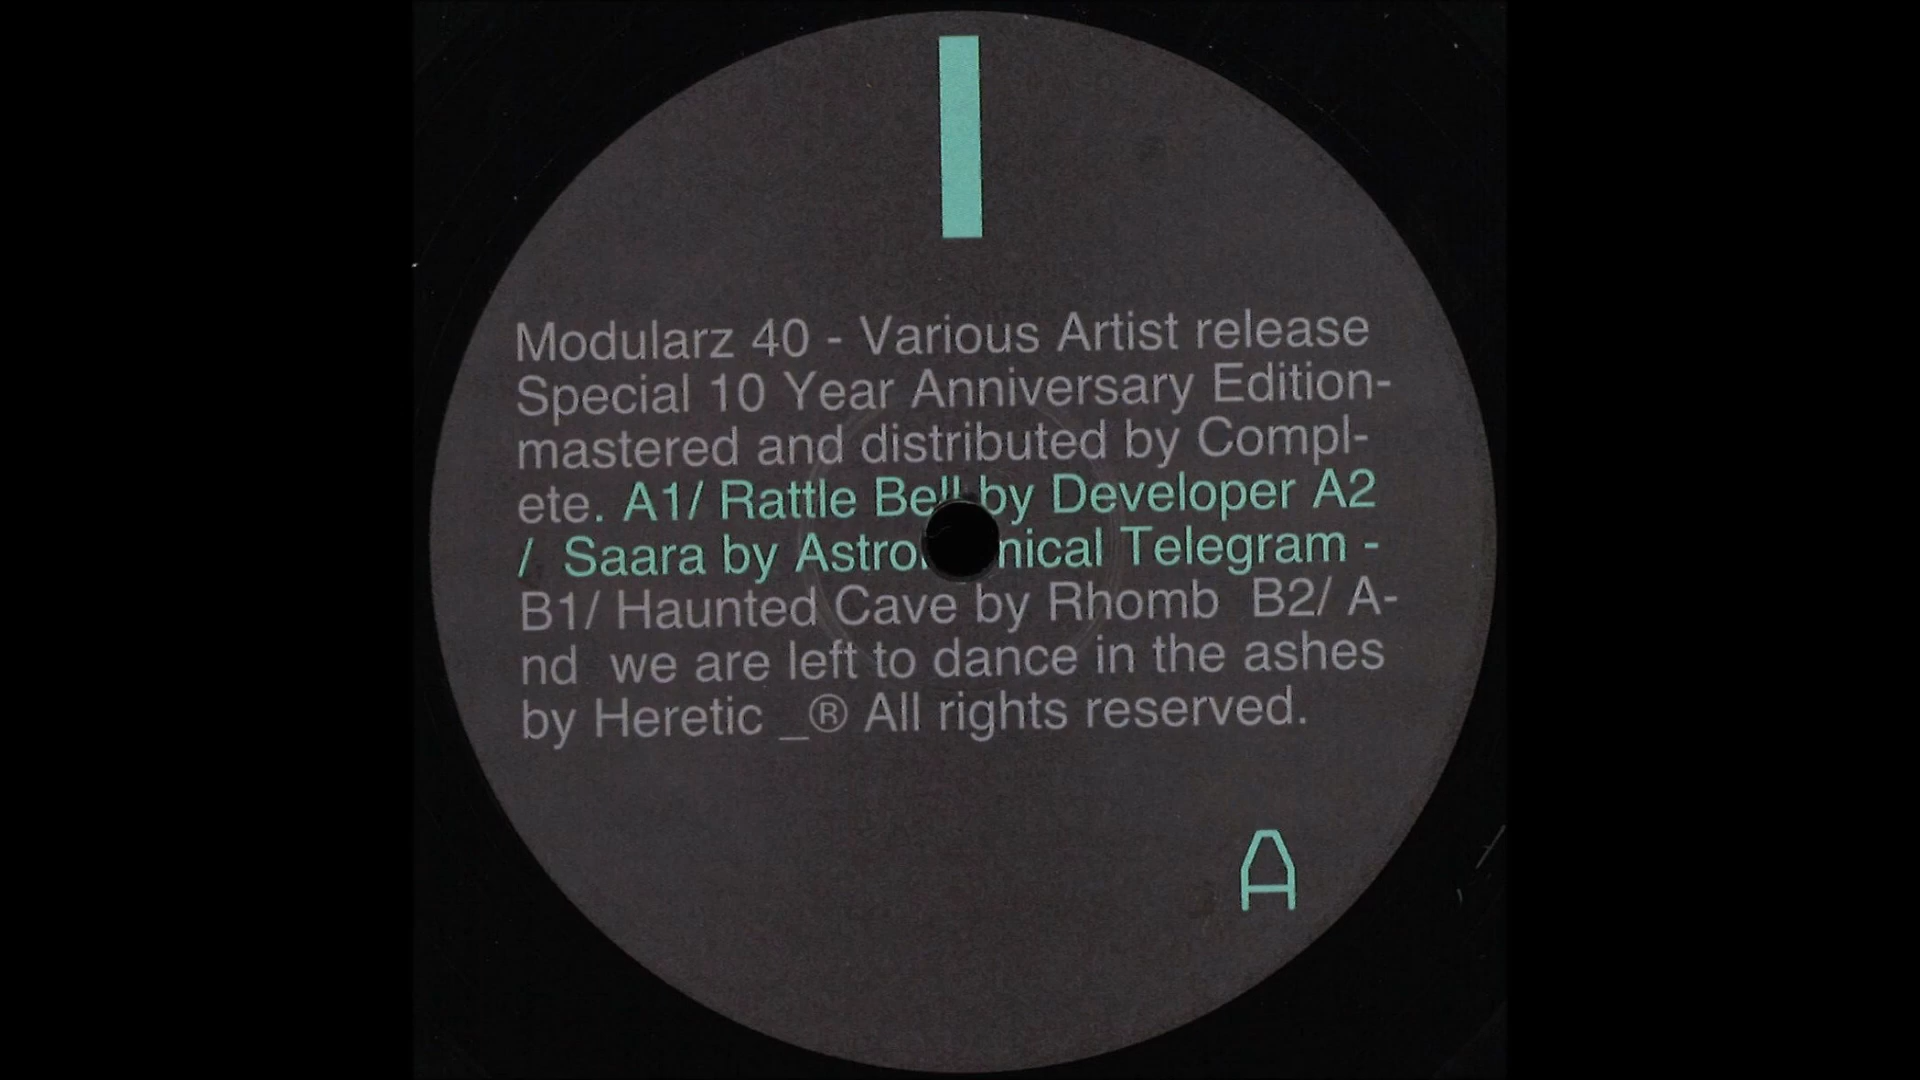 Modularz 40 - Various Artist release
Special 10 Year Anniversary Edition-
mastered and distributed by Compl-
ete. A1/ Rattle Bell by Developer A2
/ Saara by Astronomical Telegram -
B1/ Haunted Cave by Rhomb B2/ A-
nd we are left to dance in the ashes
by Heretic _® All rights reserved.
A